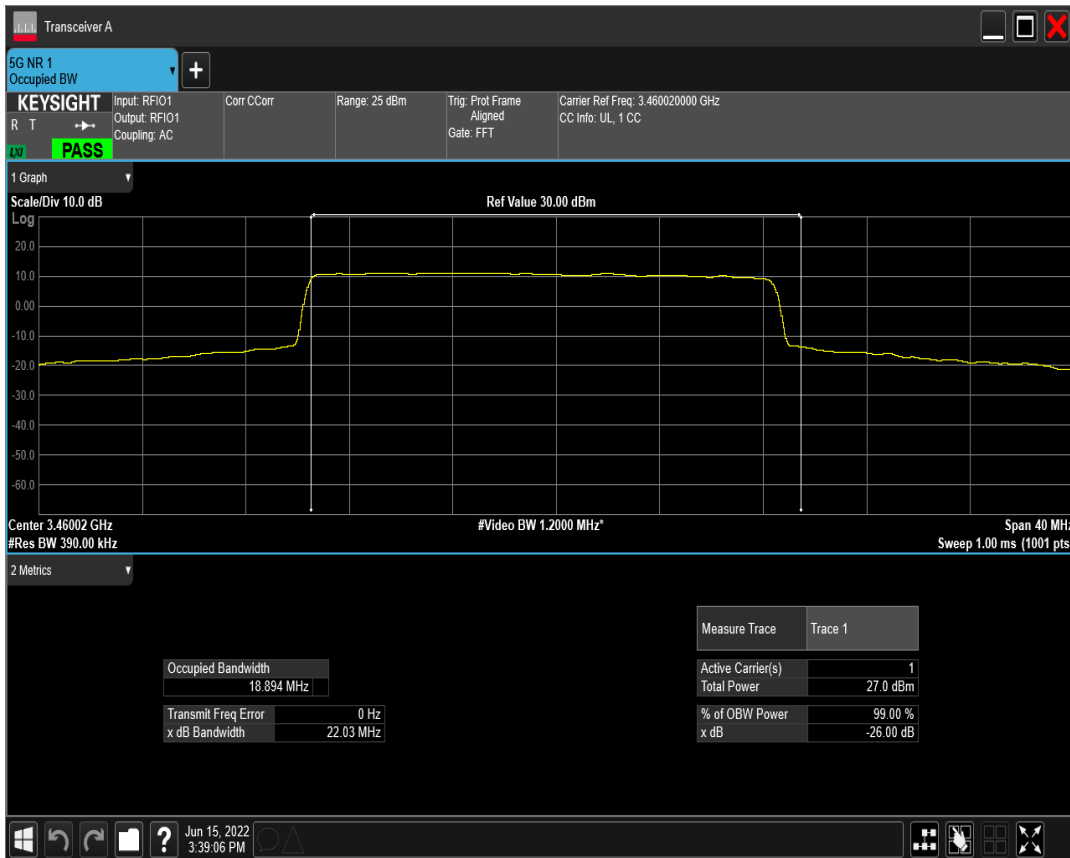 Transceiver A
5G NR 1
Occupied BW
KEYSIGHT
R T
LXI
PASS
Input: RFIO1
Output: RFIO1
Coupling: AC
Corr CCorr
Range: 25 dBm
Trig: Prot Frame
Aligned
Gate: FFT
Carrier Ref Freq: 3.460020000 GHz
CC Info: UL, 1 CC
1 Graph
Scale/Div 10.0 dB
Ref Value 30.00 dBm
Log
20.0
10.0
0.00
-10.0
-20.0
-30.0
-40.0
-50.0
-60.0
Center 3.46002 GHz
#Video BW 1.2000 MHz*
Span 40 MHz
#Res BW 390.00 kHz
Sweep 1.00 ms (1001 pts
2 Metrics
Measure Trace Trace 1
Occupied Bandwidth
18.894 MHz
Active Carrier(s) 1
Total Power 27.0 dBm
Transmit Freq Error 0 Hz
x dB Bandwidth 22.03 MHz
% of OBW Power 99.00 %
x dB -26.00 dB
?
Jun 15, 2022
3:39:06 PM